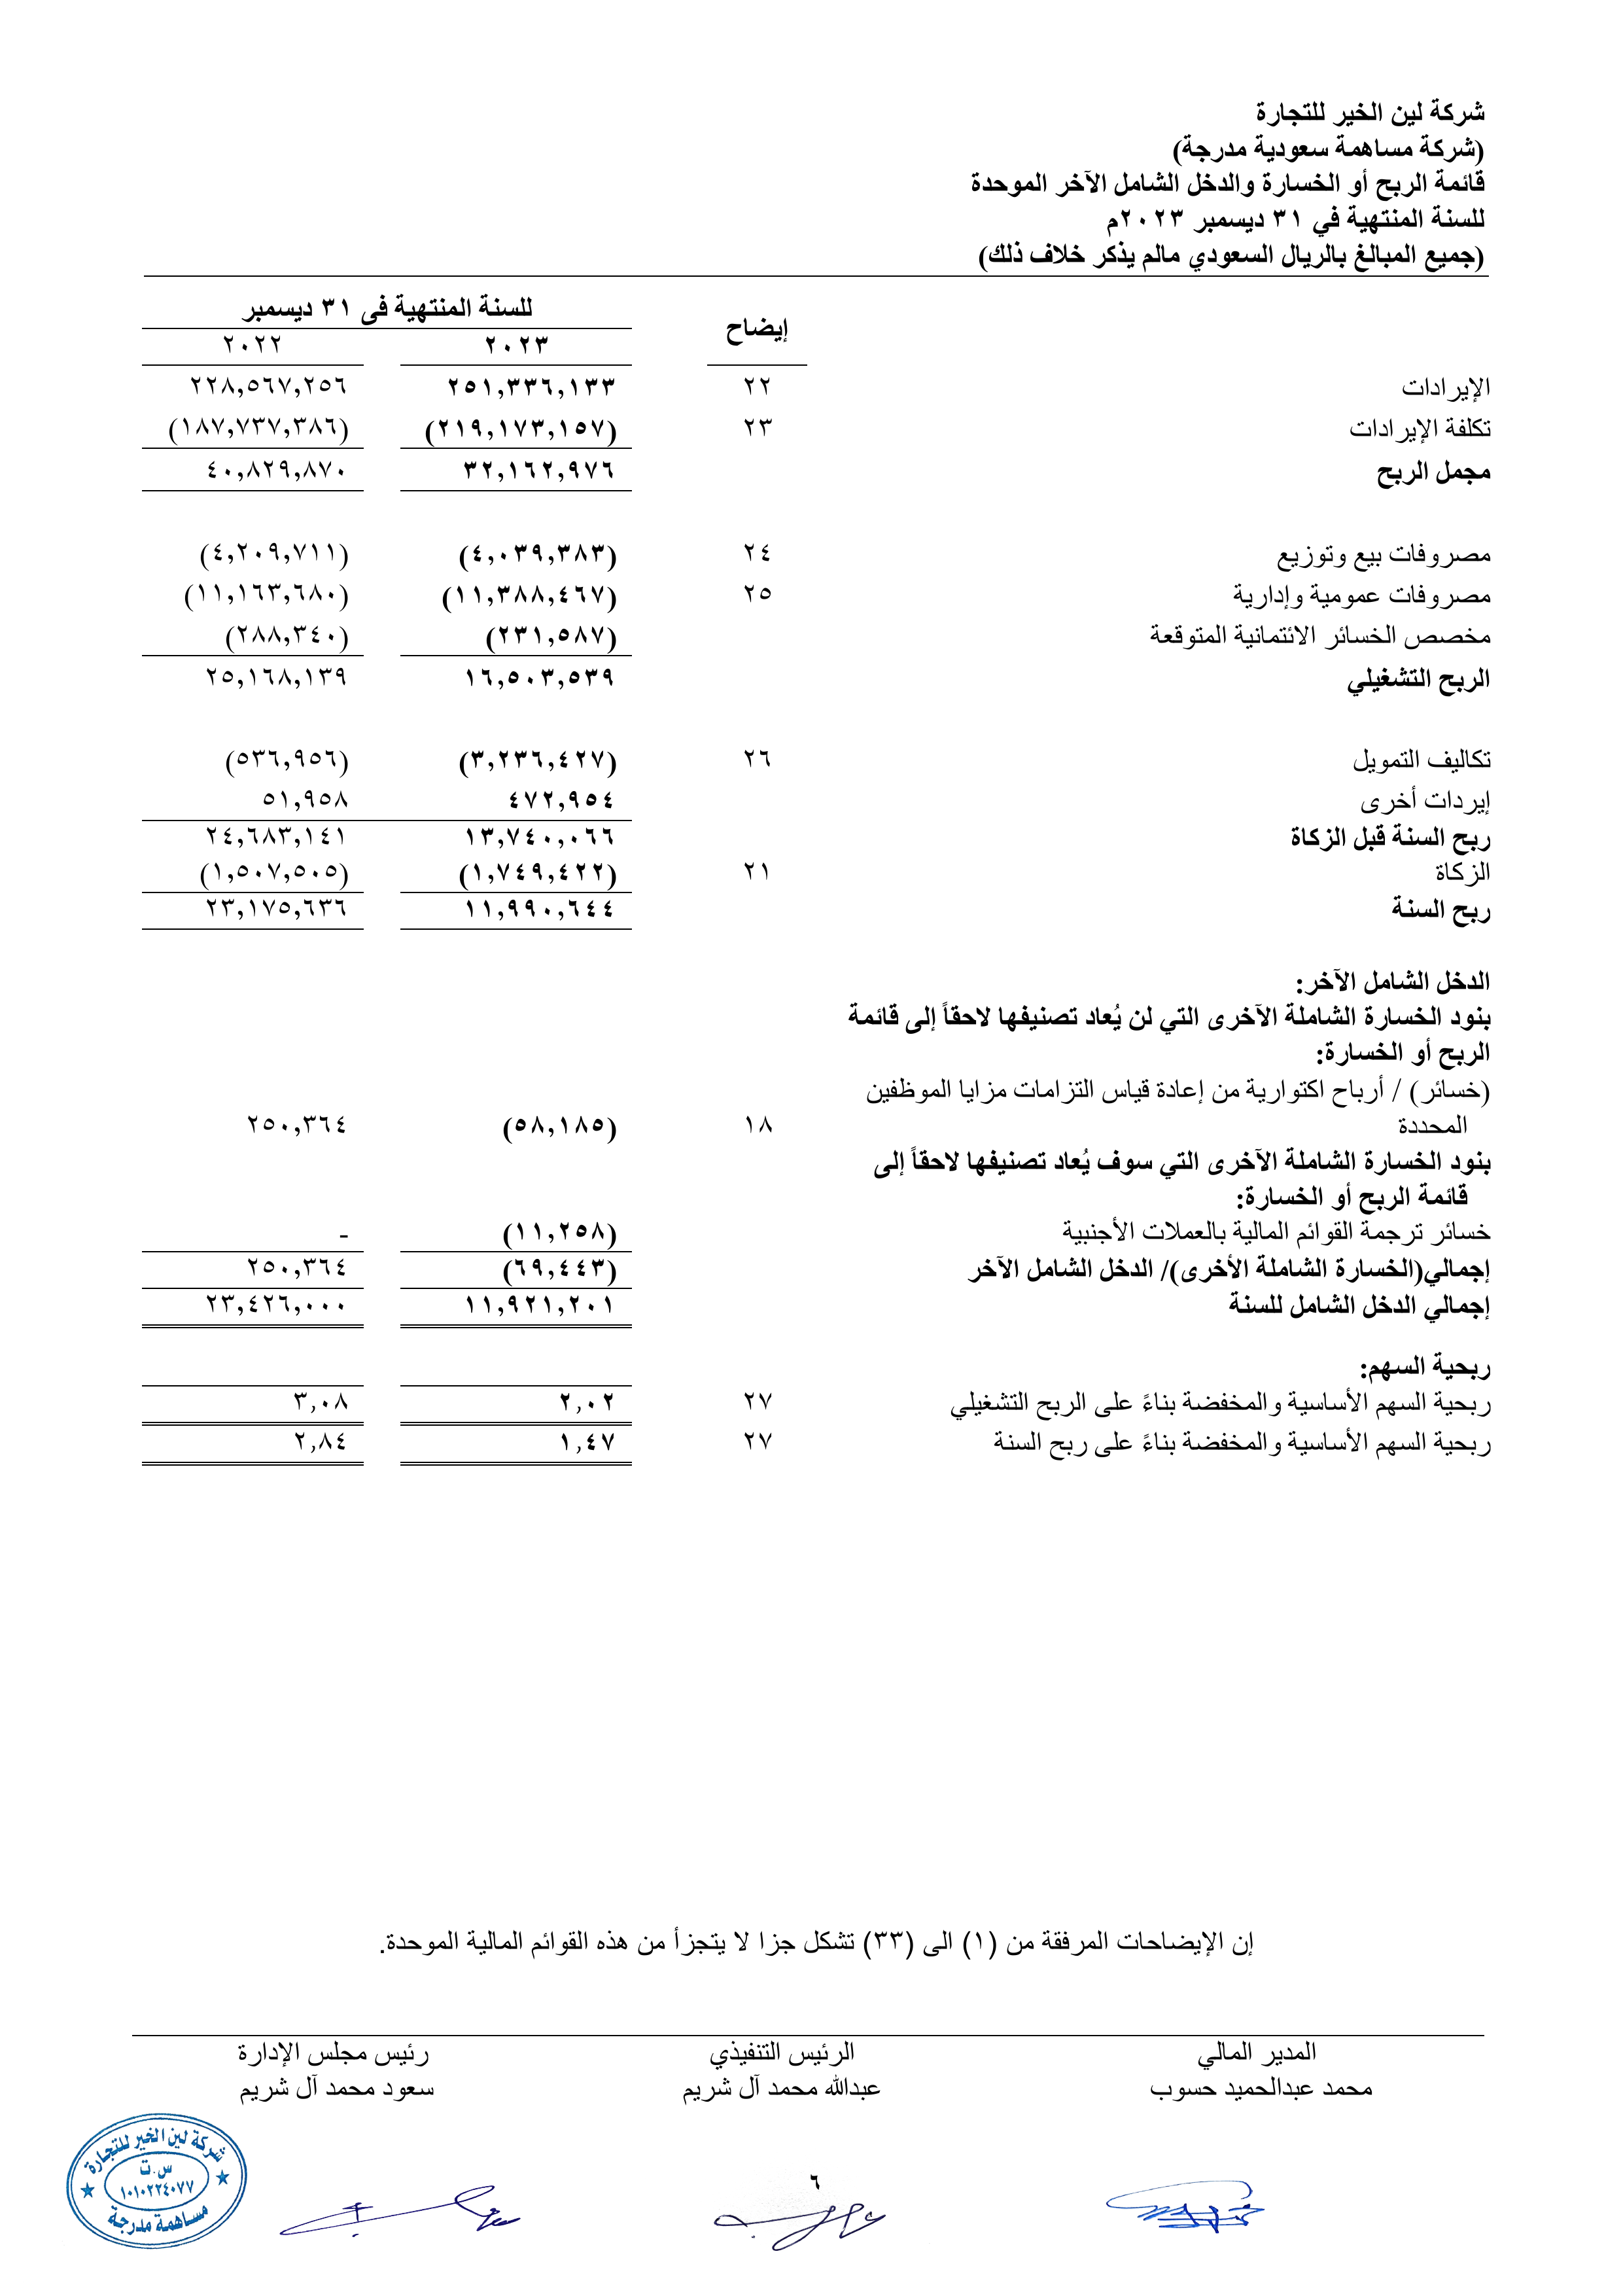 شركة لين الخير للتجارة
(شركة مساهمة سعودية مدرجة)
قائمة الربح أو الخسارة والدخل الشامل الآخر الموحدة
للسنة المنتهية في ٣١ ديسمبر ٢٠٢٣م
(جميع المبالغ بالريال السعودي مالم يذكر خلاف ذلك)
إيضاح للسنة المنتهية فى ٣١ ديسمبر
٢٠٢٣ ٢٠٢٢
الإيرادات ٢٢ ٢٥١,٣٣٦,١٣٣ ٢٢٨,٥٦٧,٢٥٦
تكلفة الإيرادات ٢٣ (٢١٩,١٧٣,١٥٧) (١٨٧,٧٣٧,٣٨٦)
مجمل الربح ٣٢,١٦٢,٩٧٦ ٤٠,٨٢٩,٨٧٠
مصروفات بيع وتوزيع ٢٤ (٤,٠٣٩,٣٨٣) (٤,٢٠٩,٧١١)
مصروفات عمومية وإدارية ٢٥ (١١,٣٨٨,٤٦٧) (١١,١٦٣,٦٨٠)
مخصص الخسائر الائتمانية المتوقعة (٢٣١,٥٨٧) (٢٨٨,٣٤٠)
الربح التشغيلي ١٦,٥٠٣,٥٣٩ ٢٥,١٦٨,١٣٩
تكاليف التمويل ٢٦ (٣,٢٣٦,٤٢٧) (٥٣٦,٩٥٦)
إيردات أخرى ٤٧٢,٩٥٤ ٥١,٩٥٨
ربح السنة قبل الزكاة ١٣,٧٤٠,٠٦٦ ٢٤,٦٨٣,١٤١
الزكاة ٢١ (١,٧٤٩,٤٢٢) (١,٥٠٧,٥٠٥)
ربح السنة ١١,٩٩٠,٦٤٤ ٢٣,١٧٥,٦٣٦
الدخل الشامل الآخر:
بنود الخسارة الشاملة الآخرى التي لن يُعاد تصنيفها لاحقاً إلى قائمة
الربح أو الخسارة:
(خسائر) / أرباح اكتوارية من إعادة قياس التزامات مزايا الموظفين
المحددة ١٨ (٥٨,١٨٥) ٢٥٠,٣٦٤
بنود الخسارة الشاملة الآخرى التي سوف يُعاد تصنيفها لاحقاً إلى
قائمة الربح أو الخسارة:
خسائر ترجمة القوائم المالية بالعملات الأجنبية (١١,٢٥٨) -
إجمالي(الخسارة الشاملة الأخرى)/ الدخل الشامل الآخر (٦٩,٤٤٣) ٢٥٠,٣٦٤
إجمالي الدخل الشامل للسنة ١١,٩٢١,٢٠١ ٢٣,٤٢٦,٠٠٠
ربحية السهم:
ربحية السهم الأساسية والمخفضة بناءً على الربح التشغيلي ٢٧ ٢,٠٢ ٣,٠٨
ربحية السهم الأساسية والمخفضة بناءً على ربح السنة ٢٧ ١,٤٧ ٢,٨٤
إن الإيضاحات المرفقة من (١) الى (٣٣) تشكل جزا لا يتجزأ من هذه القوائم المالية الموحدة.
المدير المالي الرئيس التنفيذي رئيس مجلس الإدارة
محمد عبدالحميد حسوب عبدالله محمد آل شريم سعود محمد آل شريم
٦
شركة لين الخير للتجارة
س.ت
١٠١٠٢٢٤٠٧٧
مساهمة مدرجة